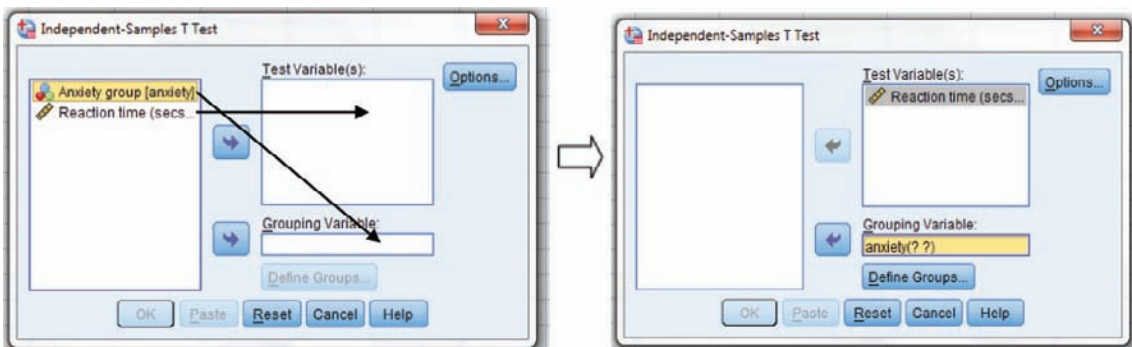 Independent-Samples T Test
Anxiety group [anxiety]
Reaction time (secs...
Test Variable(s):
Options...
Grouping Variable:
Define Groups...
OK Paste Reset Cancel Help
Independent-Samples T Test
Test Variable(s):
Reaction time (secs...
Options...
Grouping Variable:
anxiety(? ?)
Define Groups...
OK Paste Reset Cancel Help